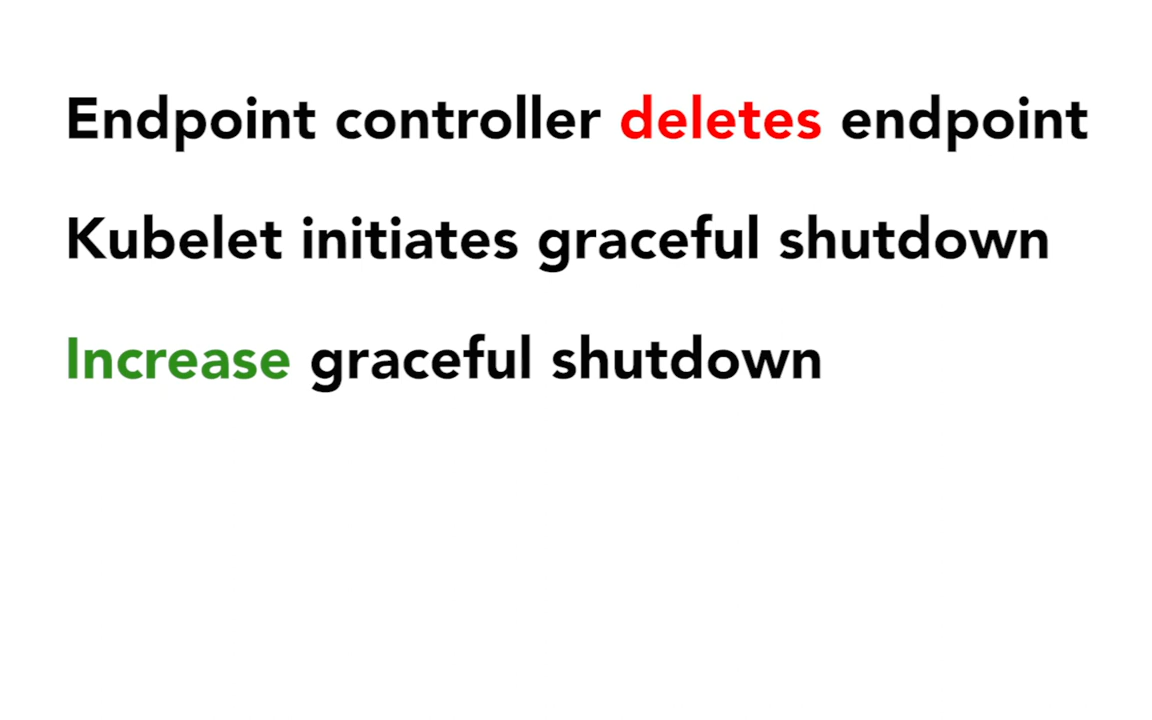 Endpoint controller deletes endpoint
Kubelet initiates graceful shutdown
Increase graceful shutdown